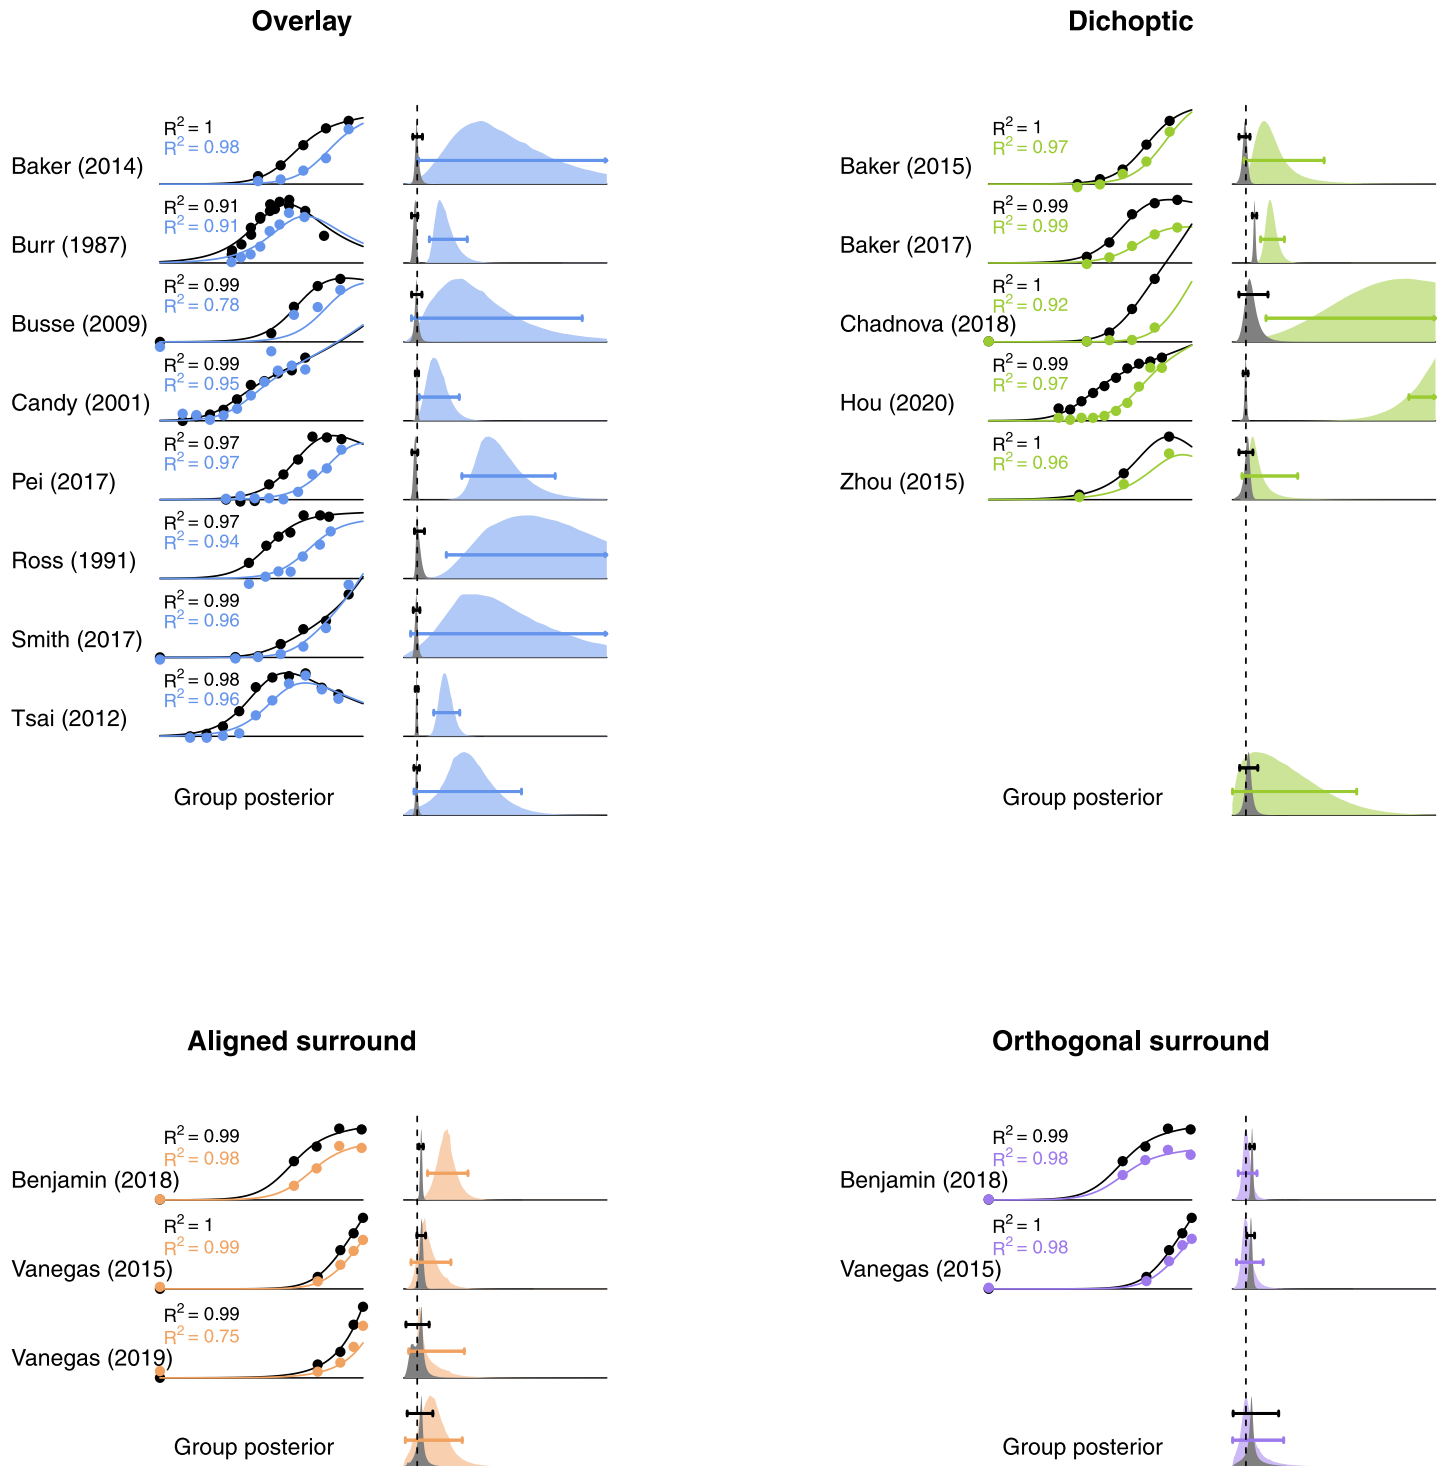 Overlay
R² = 1
R² = 0.98
Baker (2014)
R² = 0.91
R² = 0.91
Burr (1987)
R² = 0.99
R² = 0.78
Busse (2009)
R² = 0.99
R² = 0.95
Candy (2001)
R² = 0.97
R² = 0.97
Pei (2017)
R² = 0.97
R² = 0.94
Ross (1991)
R² = 0.99
R² = 0.96
Smith (2017)
R² = 0.98
R² = 0.96
Tsai (2012)
Group posterior
Dichoptic
R² = 1
R² = 0.97
Baker (2015)
R² = 0.99
R² = 0.99
Baker (2017)
R² = 1
R² = 0.92
Chadnova (2018)
R² = 0.99
R² = 0.97
Hou (2020)
R² = 1
R² = 0.96
Zhou (2015)
Group posterior
Aligned surround
R² = 0.99
R² = 0.98
Benjamin (2018)
R² = 1
R² = 0.99
Vanegas (2015)
R² = 0.99
R² = 0.75
Vanegas (2019)
Group posterior
Orthogonal surround
R² = 0.99
R² = 0.98
Benjamin (2018)
R² = 1
R² = 0.98
Vanegas (2015)
Group posterior